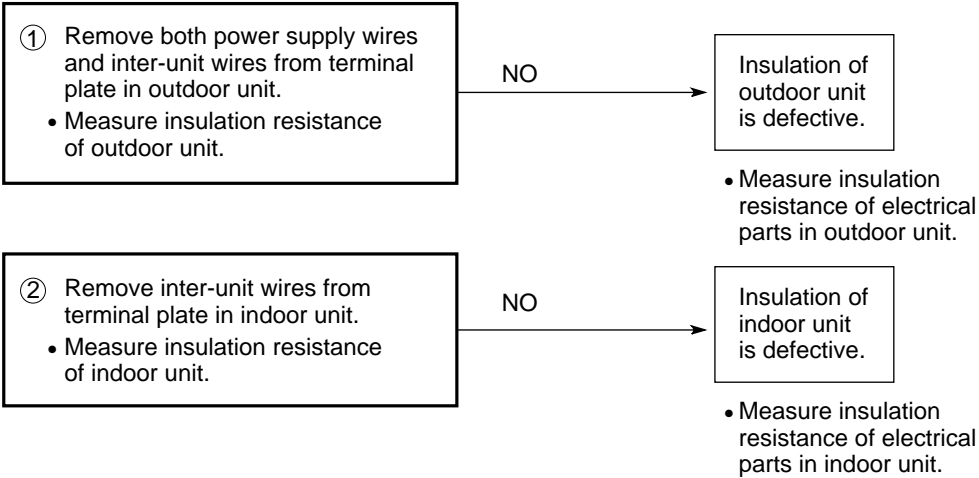 ① Remove both power supply wires
and inter-unit wires from terminal
plate in outdoor unit.
• Measure insulation resistance
of outdoor unit.
NO
Insulation of
outdoor unit
is defective.
• Measure insulation
resistance of electrical
parts in outdoor unit.
② Remove inter-unit wires from
terminal plate in indoor unit.
• Measure insulation resistance
of indoor unit.
NO
Insulation of
indoor unit
is defective.
• Measure insulation
resistance of electrical
parts in indoor unit.